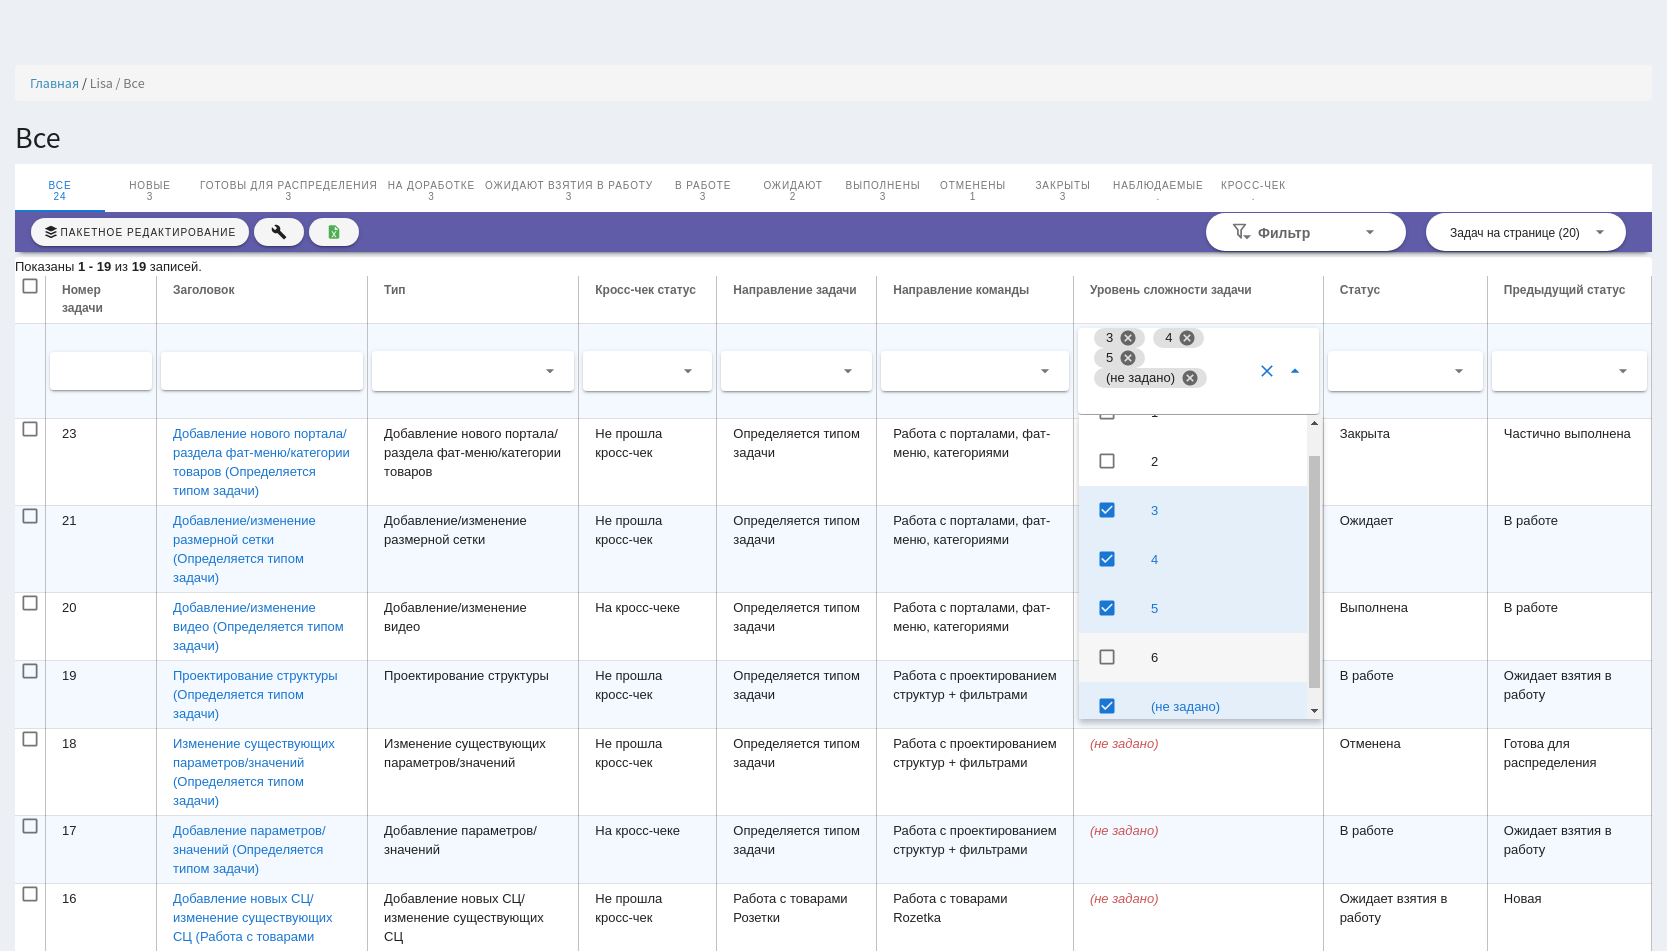 Главная / Lisa / Все
Все
ВСЕ
24
НОВЫЕ
3
ГОТОВЫ ДЛЯ РАСПРЕДЕЛЕНИЯ
3
НА ДОРАБОТКЕ
3
ОЖИДАЮТ ВЗЯТИЯ В РАБОТУ
3
В РАБОТЕ
3
ОЖИДАЮТ
2
ВЫПОЛНЕНЫ
3
ОТМЕНЕНЫ
1
ЗАКРЫТЫ
3
НАБЛЮДАЕМЫЕ
.
КРОСС-ЧЕК
.
ПАКЕТНОЕ РЕДАКТИРОВАНИЕ
Фильтр
Задач на странице (20)
Показаны 1 - 19 из 19 записей.
Номер
задачи
Заголовок
Тип
Кросс-чек статус
Направление задачи
Направление команды
Уровень сложности задачи
Статус
Предыдущий статус
3
4
5
(не задано)
1
2
3
4
5
6
(не задано)
23
Добавление нового портала/
раздела фат-меню/категории
товаров (Определяется
типом задачи)
Добавление нового портала/
раздела фат-меню/категории
товаров
Не прошла
кросс-чек
Определяется типом
задачи
Работа с порталами, фат-
меню, категориями
Закрыта
Частично выполнена
21
Добавление/изменение
размерной сетки
(Определяется типом
задачи)
Добавление/изменение
размерной сетки
Не прошла
кросс-чек
Определяется типом
задачи
Работа с порталами, фат-
меню, категориями
Ожидает
В работе
20
Добавление/изменение
видео (Определяется типом
задачи)
Добавление/изменение
видео
На кросс-чеке
Определяется типом
задачи
Работа с порталами, фат-
меню, категориями
Выполнена
В работе
19
Проектирование структуры
(Определяется типом
задачи)
Проектирование структуры
Не прошла
кросс-чек
Определяется типом
задачи
Работа с проектированием
структур + фильтрами
В работе
Ожидает взятия в
работу
18
Изменение существующих
параметров/значений
(Определяется типом
задачи)
Изменение существующих
параметров/значений
Не прошла
кросс-чек
Определяется типом
задачи
Работа с проектированием
структур + фильтрами
(не задано)
Отменена
Готова для
распределения
17
Добавление параметров/
значений (Определяется
типом задачи)
Добавление параметров/
значений
На кросс-чеке
Определяется типом
задачи
Работа с проектированием
структур + фильтрами
(не задано)
В работе
Ожидает взятия в
работу
16
Добавление новых СЦ/
изменение существующих
СЦ (Работа с товарами
Добавление новых СЦ/
изменение существующих
СЦ
Не прошла
кросс-чек
Работа с товарами
Розетки
Работа с товарами
Rozetka
(не задано)
Ожидает взятия в
работу
Новая